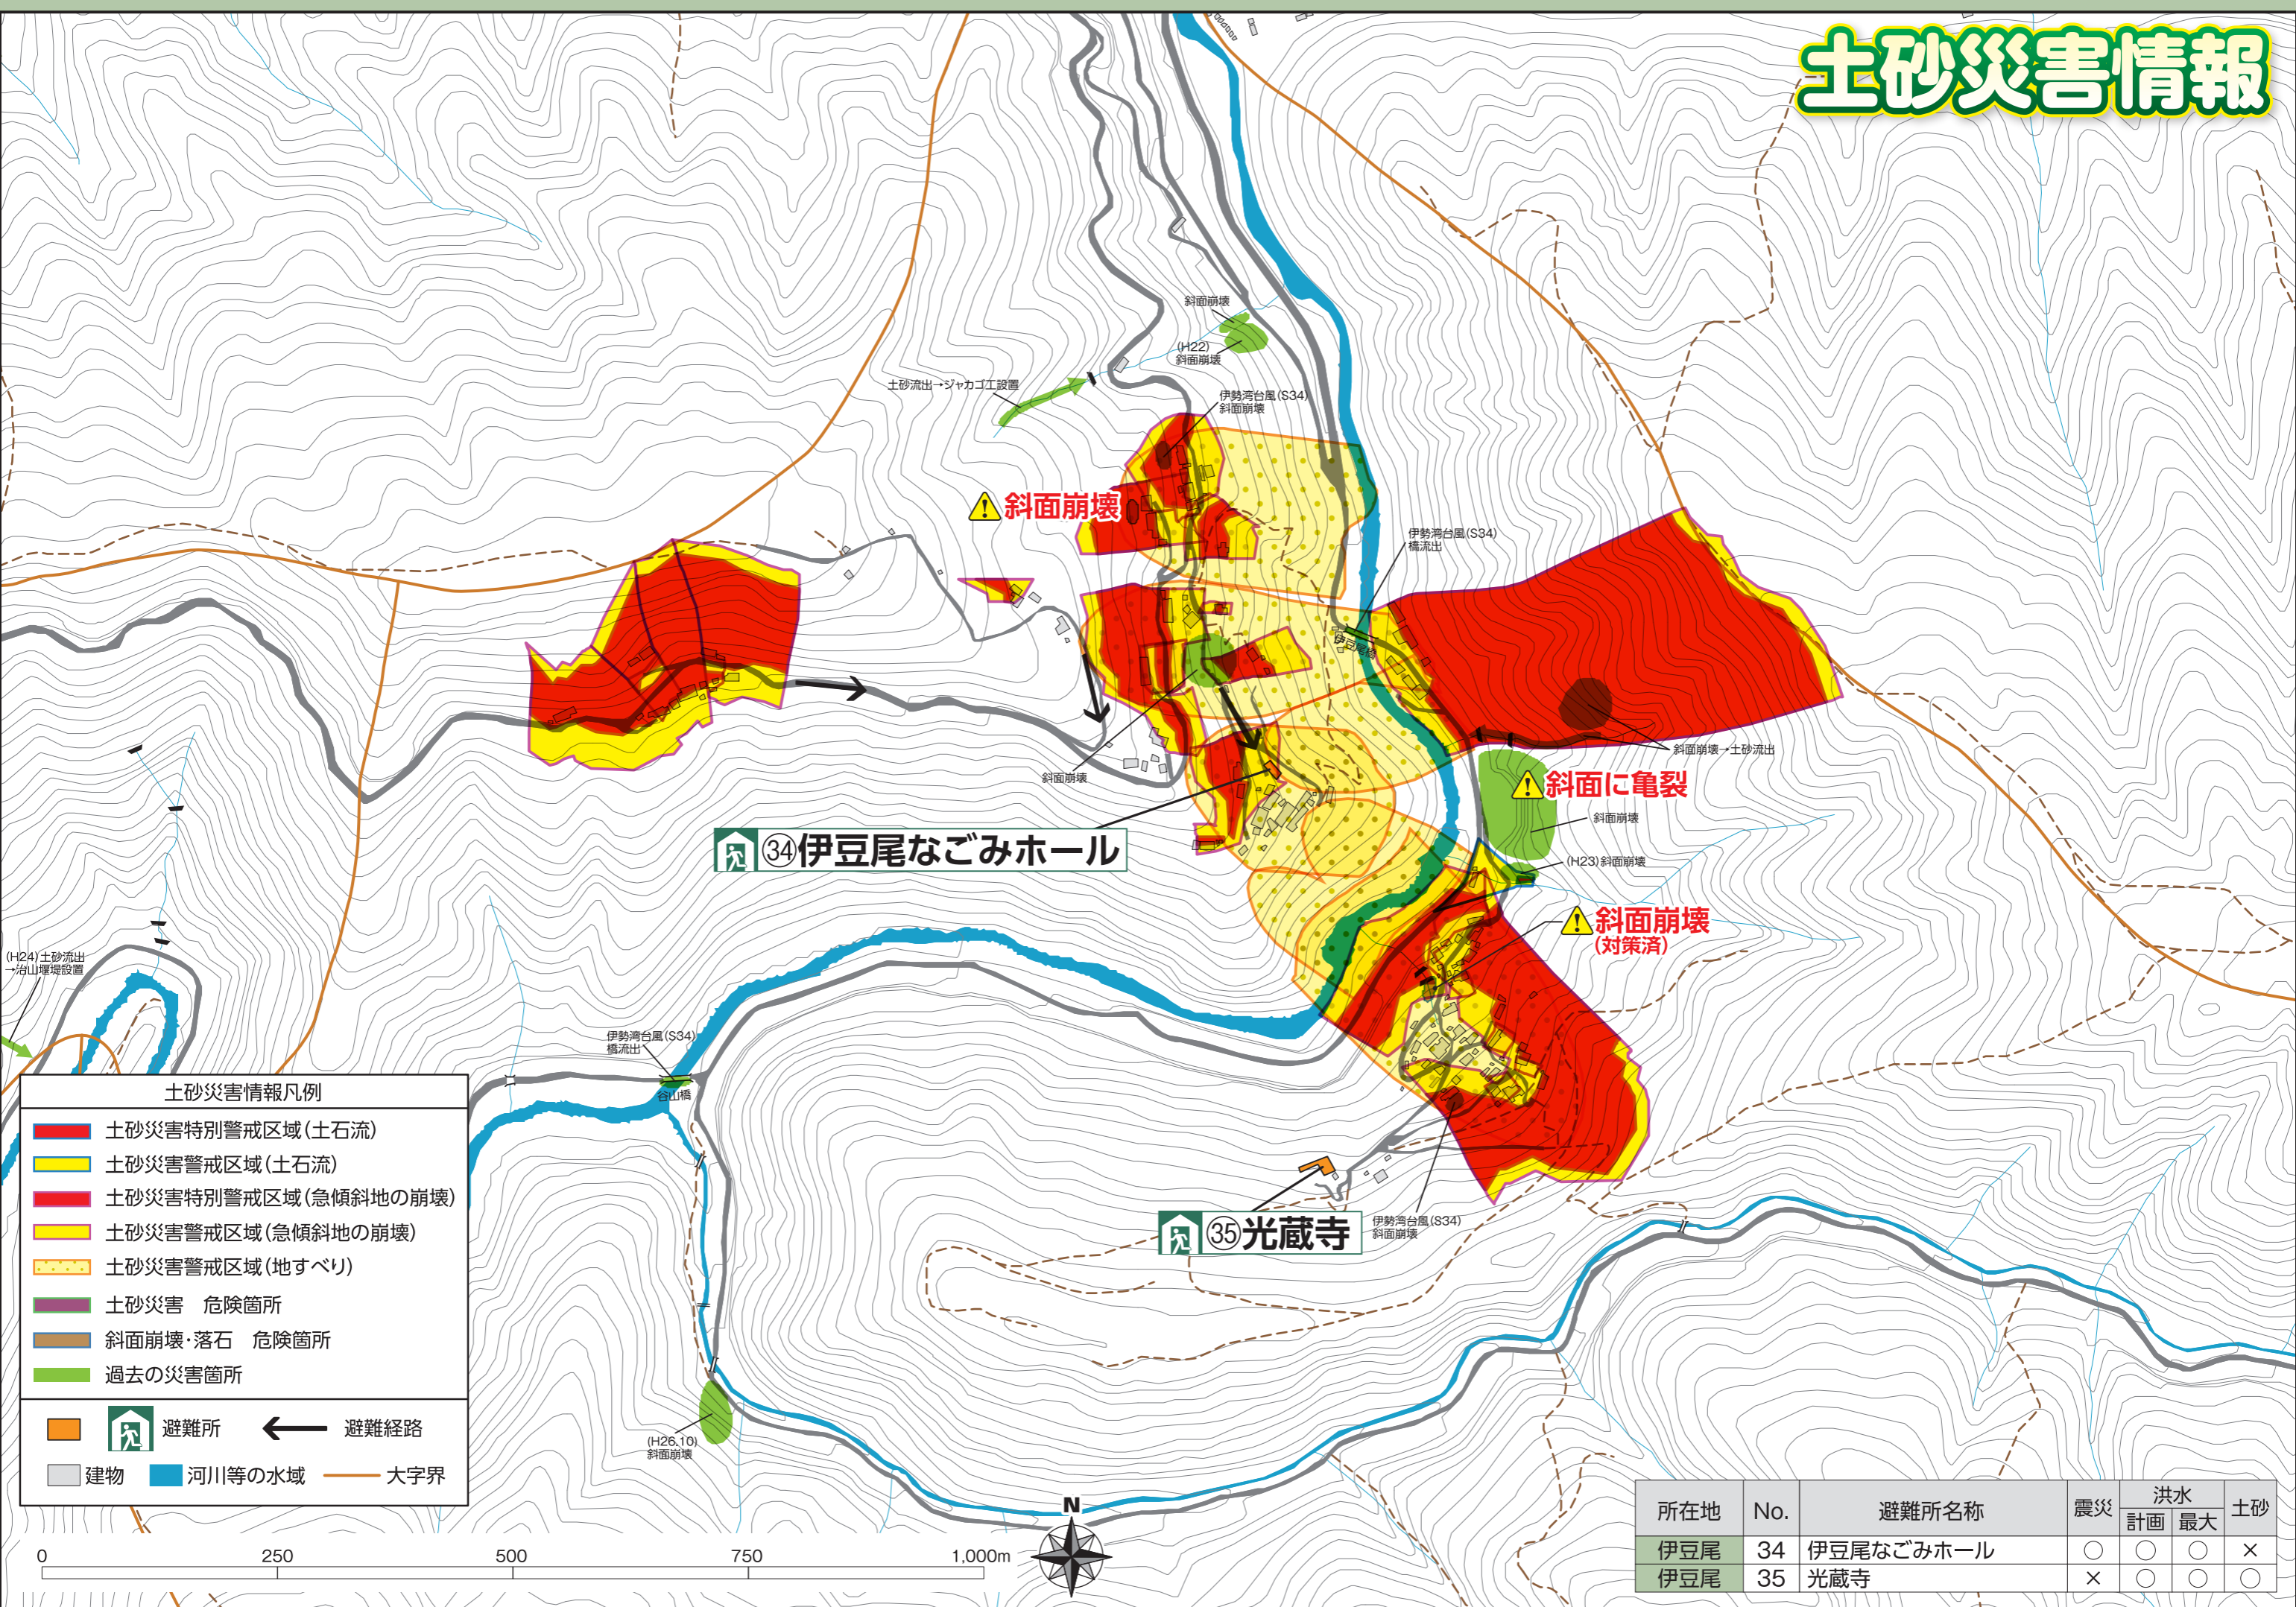 土砂災害情報
斜面崩壊
(H22)
斜面崩壊
土砂流出→ジャカゴ工設置
伊勢湾台風(S34)
斜面崩壊
斜面崩壊
伊勢湾台風(S34)
橋流出
伊豆尾橋
斜面崩壊→土砂流出
斜面崩壊
斜面に亀裂
斜面崩壊
㉞伊豆尾なごみホール
(H23)斜面崩壊
斜面崩壊
(対策済)
(H24)土砂流出
→治山堰堤設置
伊勢湾台風(S34)
橋流出
谷山橋
㉟光蔵寺
伊勢湾台風(S34)
斜面崩壊
(H26.10)
斜面崩壊
土砂災害情報凡例
土砂災害特別警戒区域(土石流)
土砂災害警戒区域(土石流)
土砂災害特別警戒区域(急傾斜地の崩壊)
土砂災害警戒区域(急傾斜地の崩壊)
土砂災害警戒区域(地すべり)
土砂災害 危険箇所
斜面崩壊・落石 危険箇所
過去の災害箇所
避難所 避難経路
建物 河川等の水域 大字界
0 250 500 750 1,000m
N
所在地 No. 避難所名称 震災 洪水 土砂
計画 最大
伊豆尾 34 伊豆尾なごみホール ○ ○ ○ ×
伊豆尾 35 光蔵寺 × ○ ○ ○